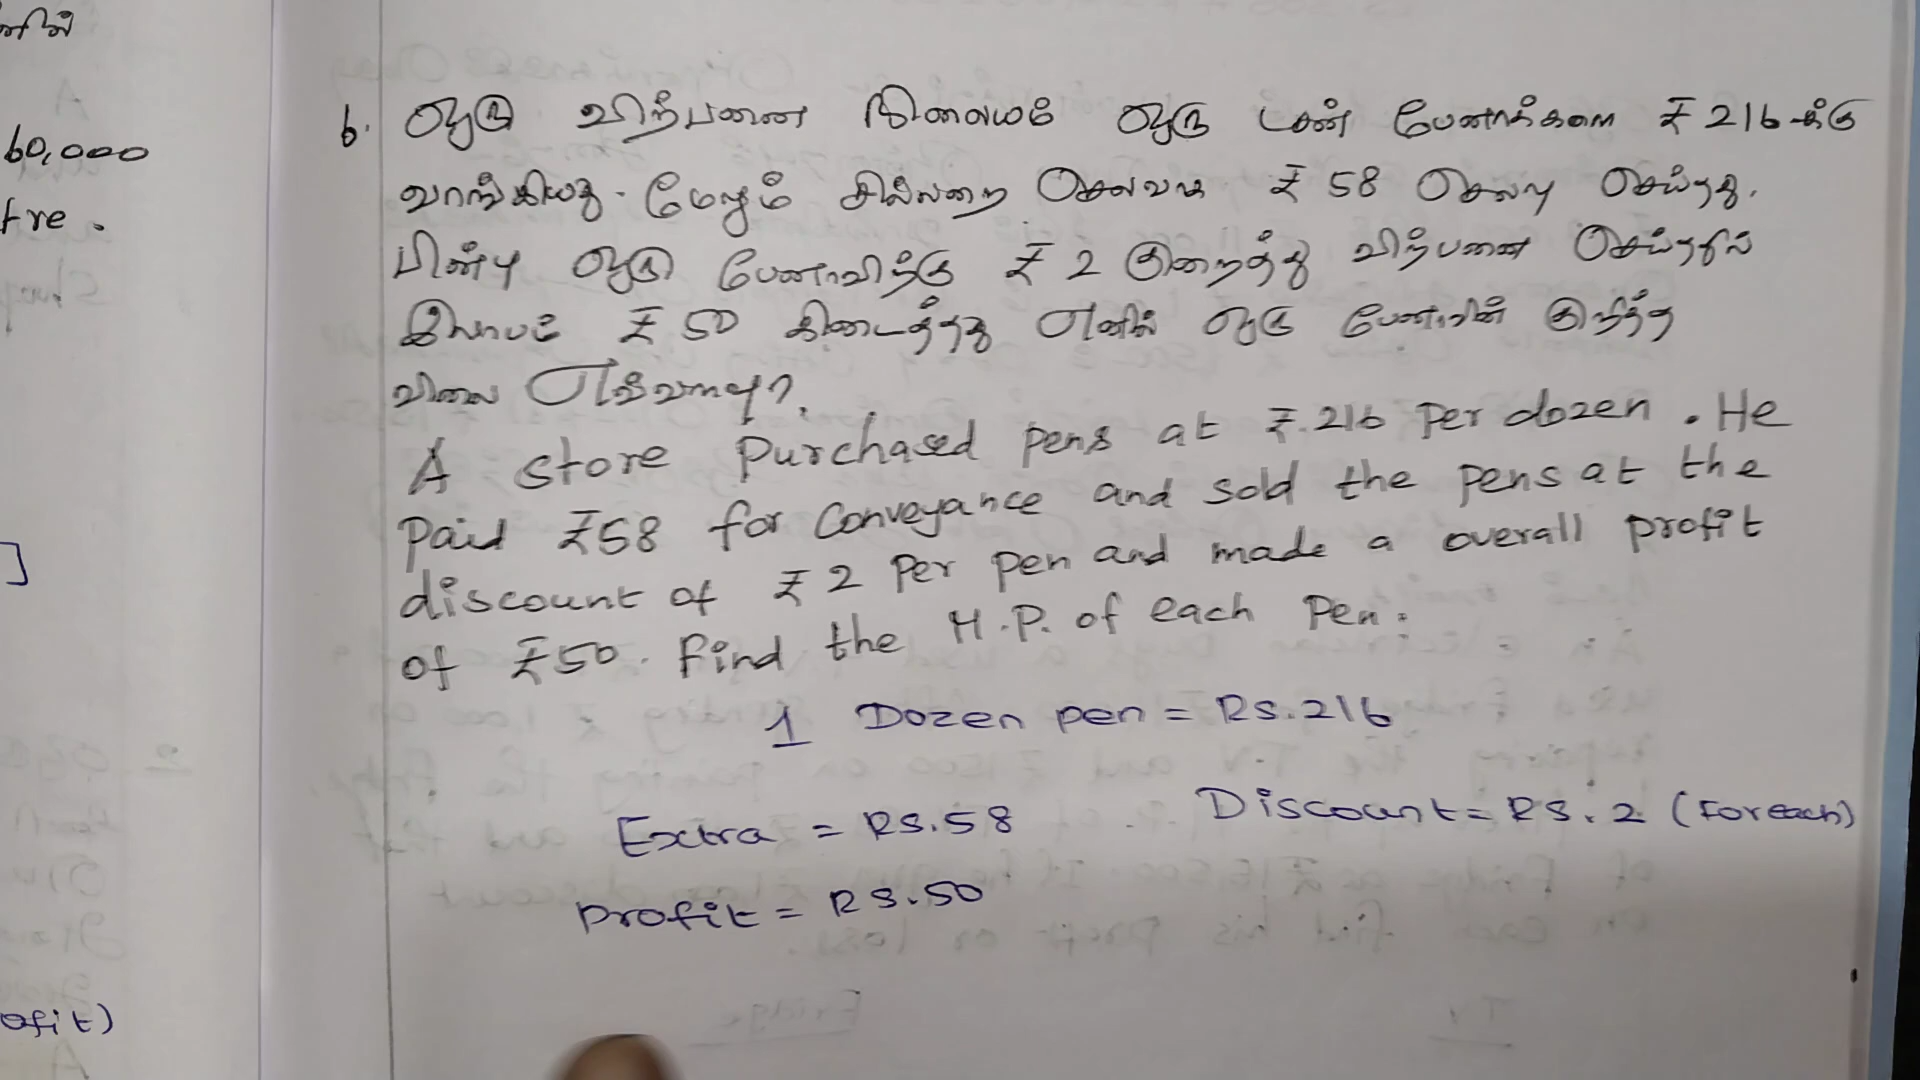 60,000
tre .
]
ofit)
6. ஒரு விற்பனை நிலையம் ஒரு டஜன் பேனாக்களை ₹ 216-க்கு
வாங்கியது. மேலும் சில்லறை செலவாக ₹ 58 செலவு செய்தது.
பின்பு ஒரு பேனாவிற்கு ₹ 2 குறைத்து விற்பனை செய்ததில்
இலாபம் ₹ 50 கிடைத்தது எனில் ஒரு பேனாவின் குறித்த
விலை எவ்வளவு?
A store purchased pens at ₹.216 Per dozen . He
Paid ₹58 for Conveyance and sold the pens at the
discount of ₹ 2 Per pen and made a overall profit
of ₹50. Find the M.P. of each Pen.
1 Dozen pen = RS.216
Extra = RS.58 Discount = RS. 2 (For each)
Profit = RS.50